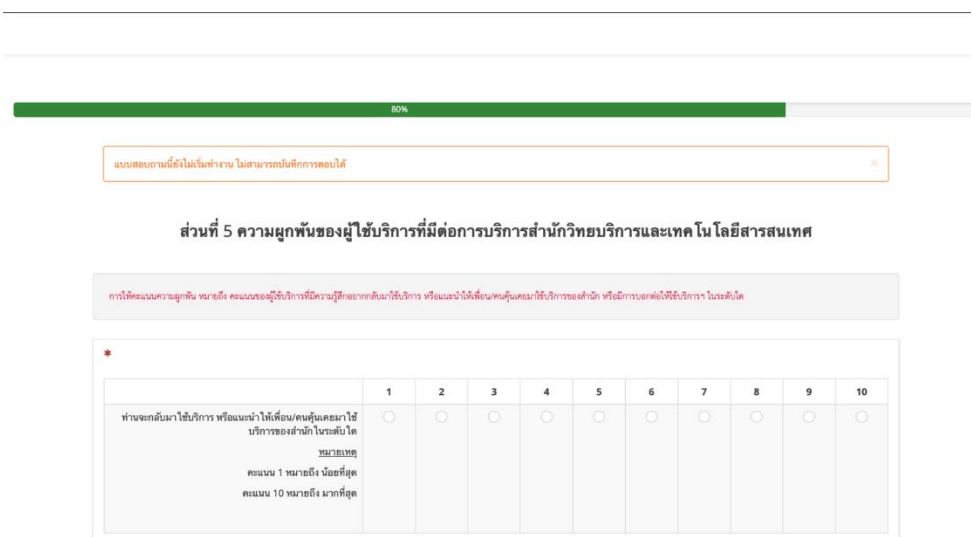 80%
แบบสอบถามนี้ยังไม่เริ่มทำงาน ไม่สามารถบันทึกการตอบได้ ×
ส่วนที่ 5 ความผูกพันของผู้ใช้บริการที่มีต่อการบริการสำนักวิทยบริการและเทคโนโลยีสารสนเทศ
การให้คะแนนความผูกพัน หมายถึง คะแนนของผู้ใช้บริการที่มีความรู้สึกอยากกลับมาใช้บริการ หรือแนะนำให้เพื่อน/คนคุ้นเคยมาใช้บริการของสำนัก หรือมีการบอกต่อให้ใช้บริการฯ ในระดับใด
*
1 2 3 4 5 6 7 8 9 10
ท่านจะกลับมาใช้บริการ หรือแนะนำให้เพื่อน/คนคุ้นเคยมาใช้
บริการของสำนัก ในระดับใด
หมายเหตุ
คะแนน 1 หมายถึง น้อยที่สุด
คะแนน 10 หมายถึง มากที่สุด